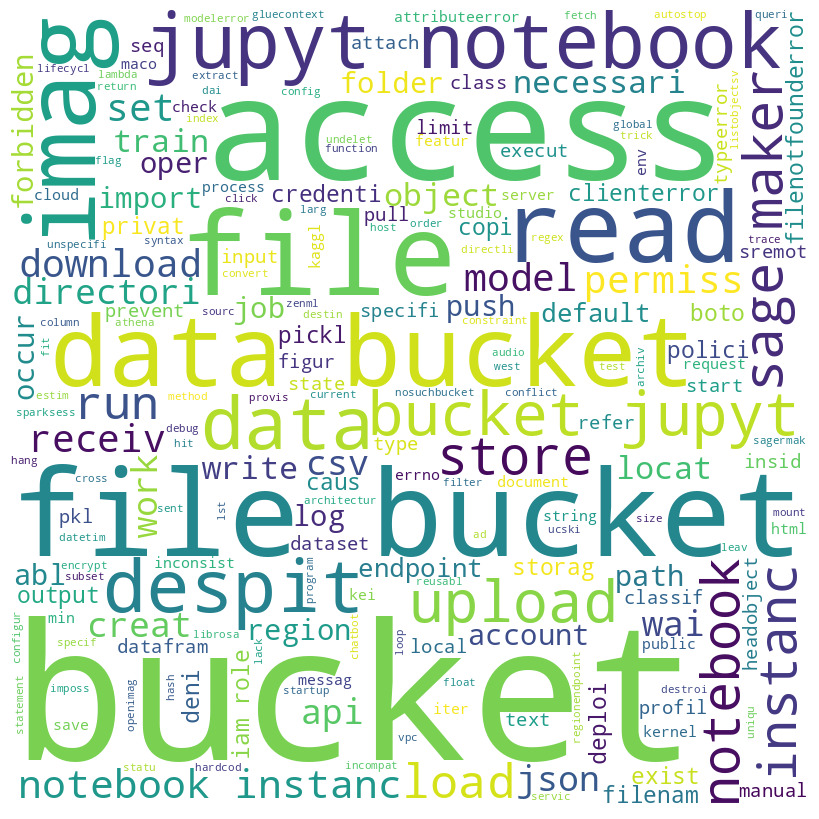 modelerror
gluecontext
attributeerror
fetch
autostop
queri
seq
maco
attach
jupyt notebook
lifecycl
lambda
return
extract
dai
config
class
folder
necessari
imag
set
check
access
global
trick
listobjectsv
typeerror
filenotfounderror
forbidden
train
index
undelet
function
limit
featur
execut
env
sage maker
flag
oper
cloud
import
process
click
credenti
object
server
clienterror
privat
larg
pull
studio
copi
host
order
unspecifi
syntax
input
kaggl
file
read
directli
regex
trace
sremot
download
convert
model
permiss
directori
prevent
sourc
job
zenml
destin
specifi
push
default
boto
column
athena
pickl
constraint
occur
data bucket
polici
fit
figur
audio
west
test
archiv
request
estim
state
start
sparksess
run
method
provis
current
nosuchbucket
conflict
data
bucket jupyt
debug
hit
refer
receiv
type
store
sagermak
hang
work
write
csv
errno
locat
insid
cross
caus
architectur
filter
document
pkl
sent
lst
log
string
size
mount
html
file bucket
ucski
datetim
dataset
ad
inconsist
endpoint
storag
leav
abl
encrypt
subset
despit
program
path
headobject
output
kei
reusabl
classif
notebook
instanc
min
creat
librosa
region
upload
wai
configur
specif
datafram
lack
iam role
chatbot
loop
local
account
public
statement
imposs
openimag
hash
deni
messag
startup
float
regionendpoint
destroi
bucket
save
api
iter
text
deploi
profil
uniqu
vpc
kernel
statu
hardcod
incompat
servic
exist
notebook instanc
load
json
filenam
manual